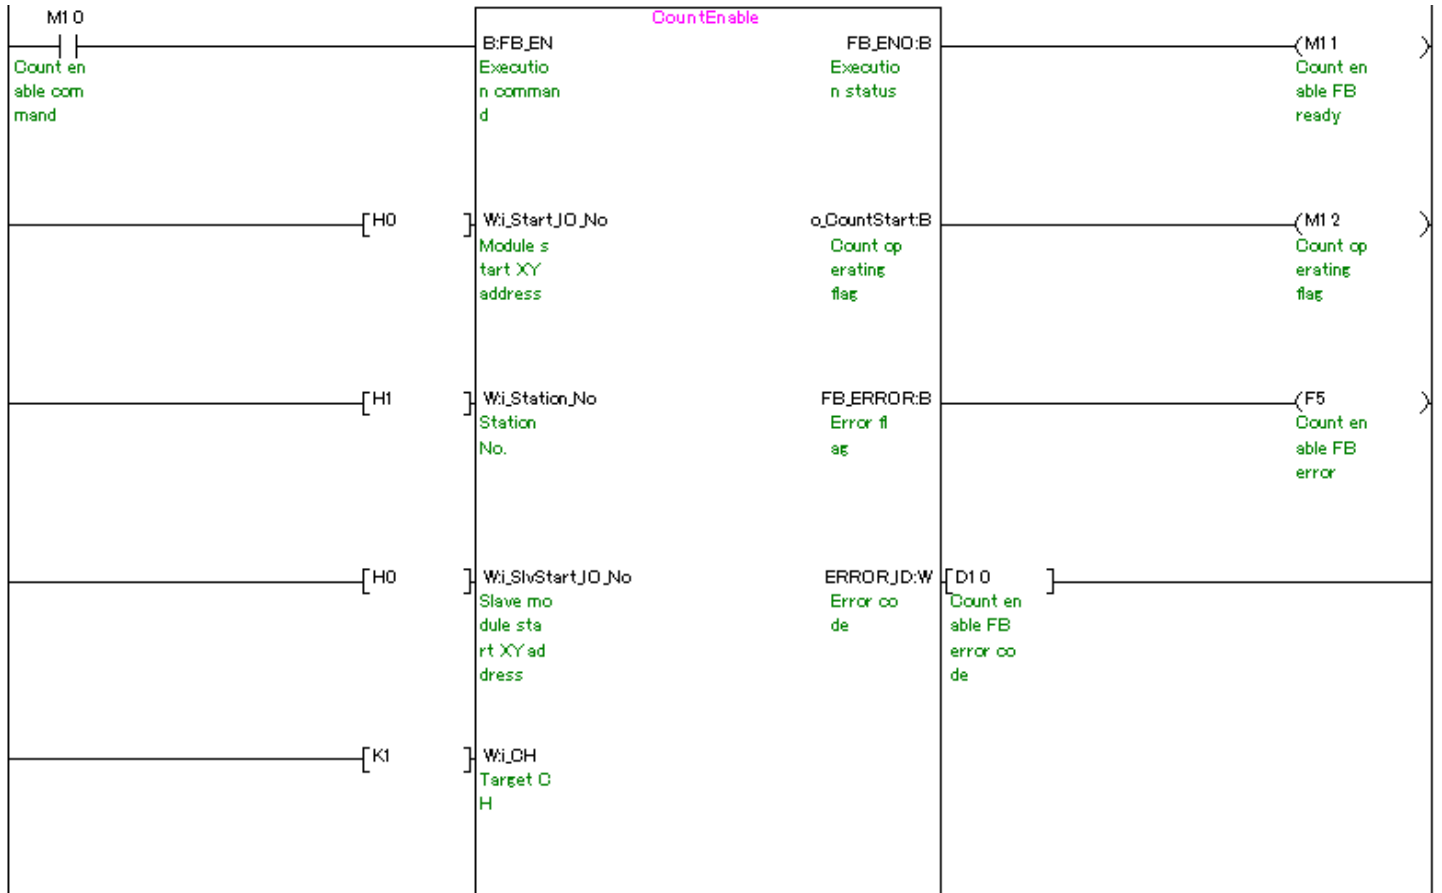 CountEnable
M10
B:FB_EN
FB_ENO:B
M11
Count en
able com
mand
Executio
n comman
d
Executio
n status
Count en
able FB
ready
H0
W:i_Start_IO_No
o_CountStart:B
M12
Module s
tart XY
address
Count op
erating
flag
Count op
erating
flag
H1
W:i_Station_No
FB_ERROR:B
F5
Station
No.
Error fl
ag
Count en
able FB
error
H0
W:i_SlvStart_IO_No
ERROR_ID:W
D10
Slave mo
dule sta
rt XY ad
dress
Error co
de
Count en
able FB
error co
de
K1
W:i_CH
Target C
H